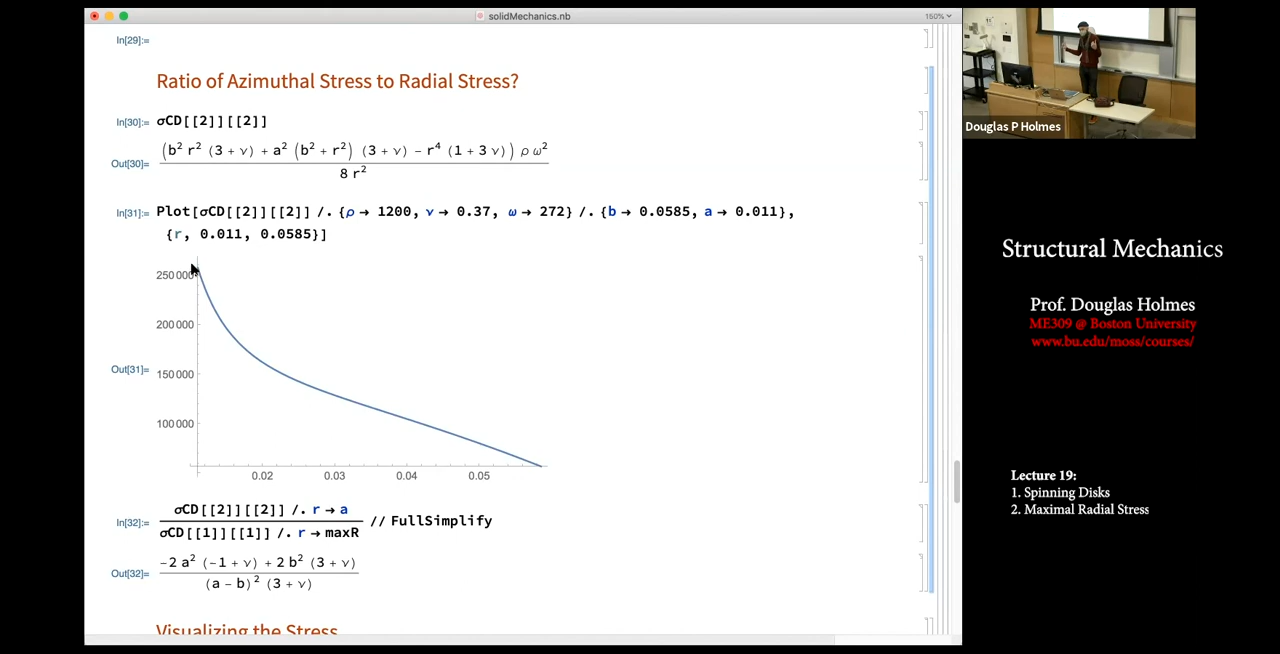 solidMechanics.nb
150%
In[29]:=
Ratio of Azimuthal Stress to Radial Stress?
In[30]:= σCD[[2]][[2]]
Out[30]= (b² r² (3 + ν) + a² (b² + r²) (3 + ν) − r⁴ (1 + 3 ν)) ρ ω²
8 r²
In[31]:= Plot[σCD[[2]][[2]] /. {ρ → 1200, ν → 0.37, ω → 272} /. {b → 0.0585, a → 0.011},
{r, 0.011, 0.0585}]
250 000
200 000
Out[31]=
150 000
100 000
0.02 0.03 0.04 0.05
In[32]:= σCD[[2]][[2]] /. r → a
σCD[[1]][[1]] /. r → maxR
// FullSimplify
Out[32]= −2 a² (−1 + ν) + 2 b² (3 + ν)
(a − b)² (3 + ν)
Visualizing the Stress
Douglas P Holmes
Structural Mechanics
Prof. Douglas Holmes
ME309 @ Boston University
www.bu.edu/moss/courses/
Lecture 19:
1. Spinning Disks
2. Maximal Radial Stress